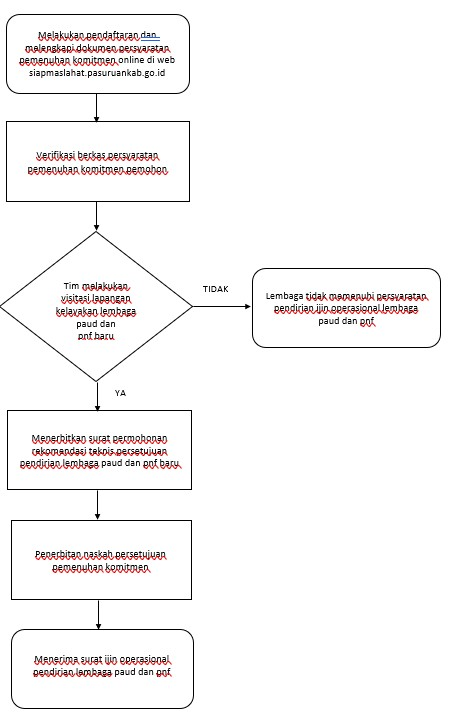 Melakukan pendaftaran dan
melengkapi dokumen persyaratan
pemenuhan komitmen online di web
siapmaslahat.pasuruankab.go.id
Verifikasi berkas persyaratan
pemenuhan komitmen pemohon
Tim melakukan
visitasi lapangan
kelayakan lembaga
paud dan
pnf baru
TIDAK
Lembaga tidak memenuhi persyaratan
pendirian ijin operasional lembaga
paud dan pnf
YA
Menerbitkan surat permohonan
rekomendasi teknis persetujuan
pendirian lembaga paud dan pnf baru
Penerbitan naskah persetujuan
pemenuhan komitmen
Menerima surat ijin operasional
pendirian lembaga paud dan pnf